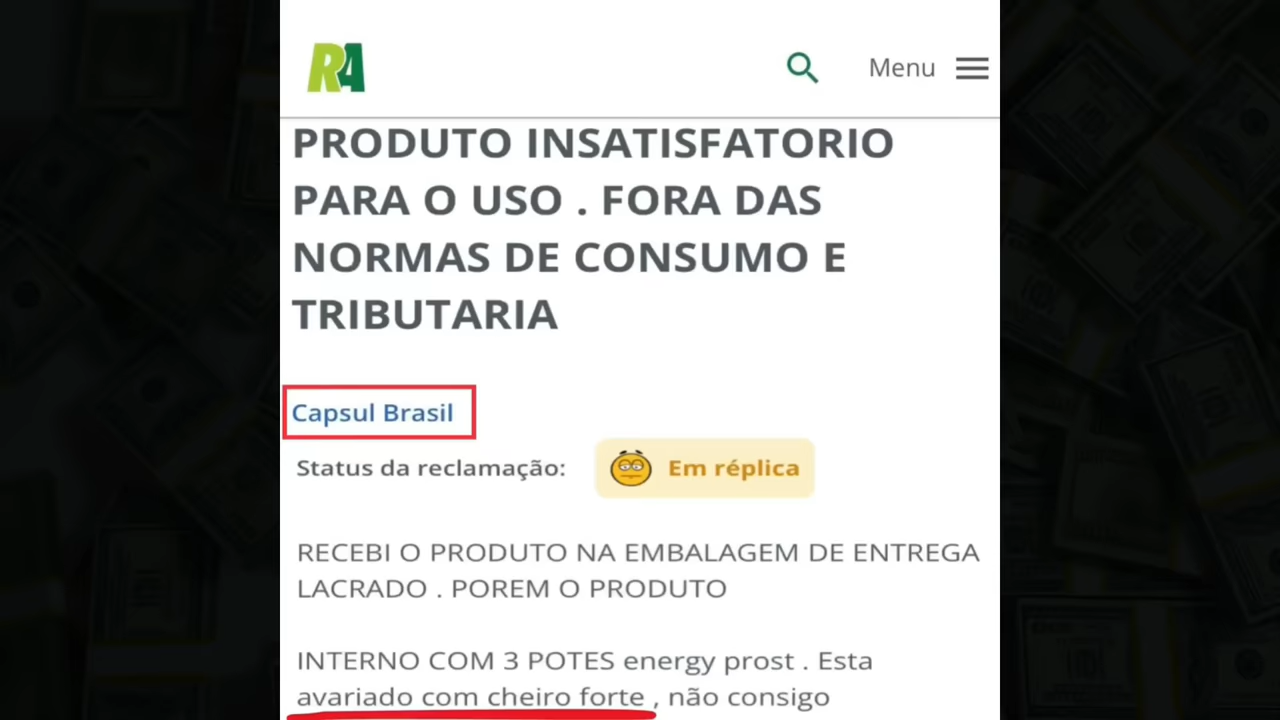 RA
Menu
PRODUTO INSATISFATORIO
PARA O USO . FORA DAS
NORMAS DE CONSUMO E
TRIBUTARIA
Capsul Brasil
Status da reclamação: Em réplica
RECEBI O PRODUTO NA EMBALAGEM DE ENTREGA
LACRADO . POREM O PRODUTO
INTERNO COM 3 POTES energy prost . Esta
avariado com cheiro forte , não consigo